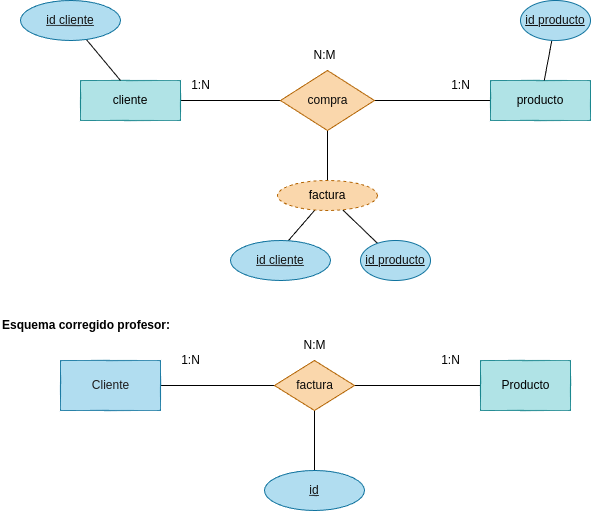 id cliente
id producto
N:M
1:N
1:N
cliente
compra
producto
factura
id cliente
id producto
Esquema corregido profesor:
N:M
1:N
1:N
Cliente
factura
Producto
id